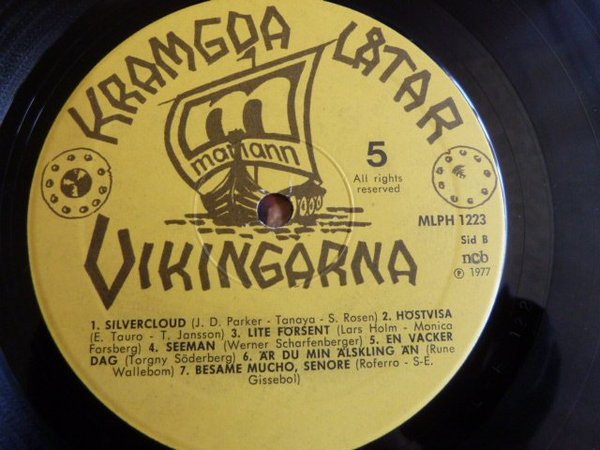 KRAMGOA LÅTAR
mariann
5
All rights
reserved
MLPH 1223
Sid B
ncb
℗ 1977
VIKINGARNA
1. SILVERCLOUD (J. D. Parker - Tanaya - S. Rosen) 2. HÖSTVISA
(E. Tauro - T. Jansson) 3. LITE FÖRSENT (Lars Holm - Monica
Farsberg) 4. SEEMAN (Werner Scharfenberger) 5. EN VACKER
DAG (Torgny Söderberg) 6. ÄR DU MIN ÄLSKLING ÄN (Rune
Wallebom) 7. BESAME MUCHO, SENORE (Roferro - S-E.
Gissebol)